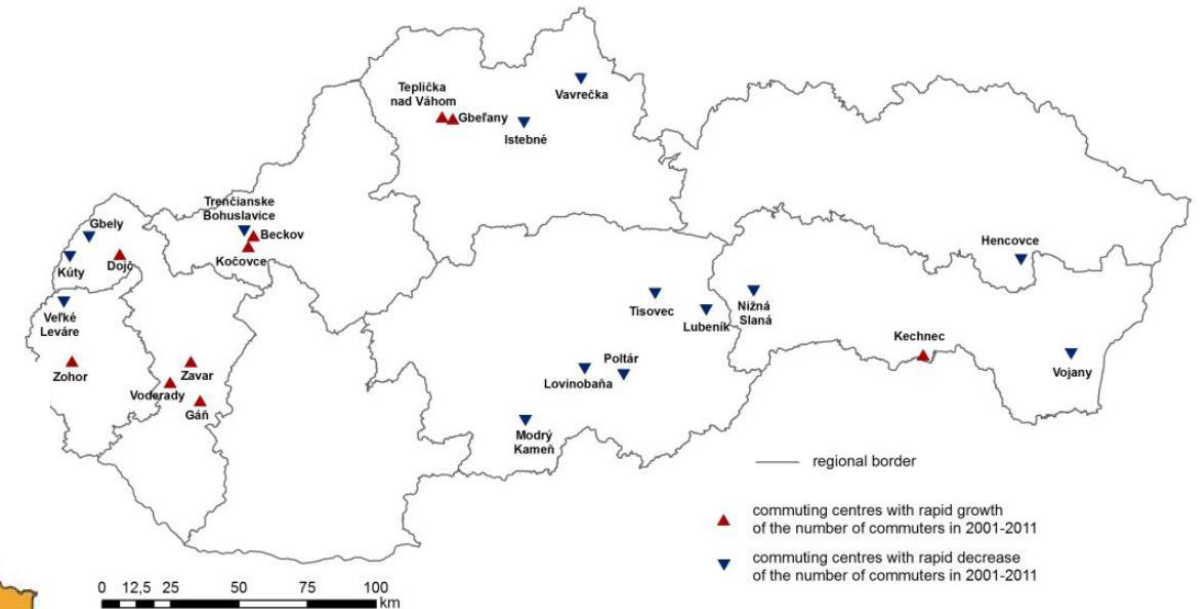 Vavrečka
Teplička
nad Váhom
Gbeľany
Istebné
Trenčianske
Bohuslavice
Gbely
Beckov
Hencovce
Kočovce
Dojč
Kúty
Nižná
Slaná
Tisovec
Veľké
Leváre
Lubeník
Kechnec
Poltár
Vojany
Zohor
Zavar
Lovinobaňa
Voderady
Gáň
Modrý
Kameň
regional border
commuting centres with rapid growth
of the number of commuters in 2001-2011
commuting centres with rapid decrease
of the number of commuters in 2001-2011
0 12,5 25 50 75 100
km